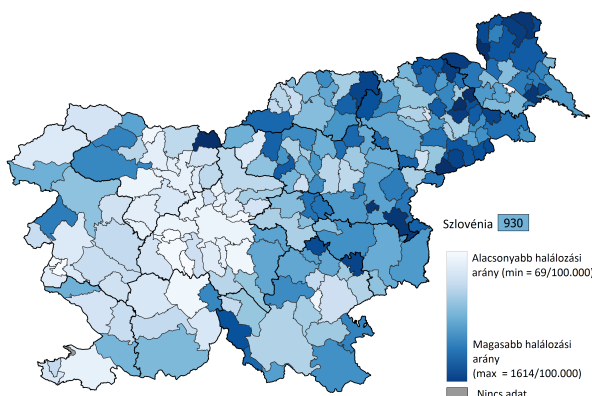 Szlovénia 930
Alacsonyabb halálozási
arány (min = 69/100.000)
Magasabb halálozási
arány
(max = 1614/100.000)
Nincs adat